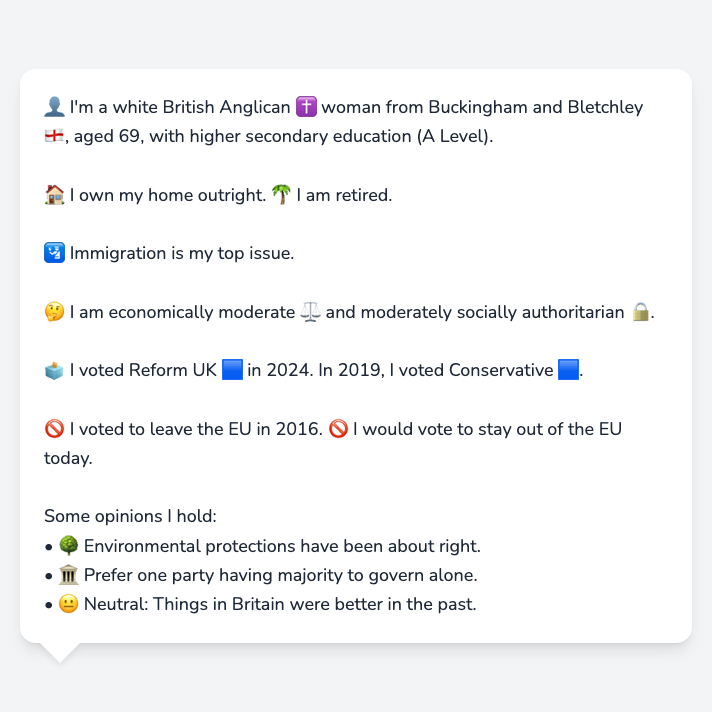 👤 I'm a white British Anglican ✝️ woman from Buckingham and Bletchley
🏴󠁧󠁢󠁥󠁮󠁧󠁿, aged 69, with higher secondary education (A Level).
🏠 I own my home outright. 🌴 I am retired.
🛂 Immigration is my top issue.
🤔 I am economically moderate ⚖️ and moderately socially authoritarian 🔒.
🗳️ I voted Reform UK 🟦 in 2024. In 2019, I voted Conservative 🟦.
🚫 I voted to leave the EU in 2016. 🚫 I would vote to stay out of the EU
today.
Some opinions I hold:
• 🌳 Environmental protections have been about right.
• 🏛️ Prefer one party having majority to govern alone.
• 😐 Neutral: Things in Britain were better in the past.